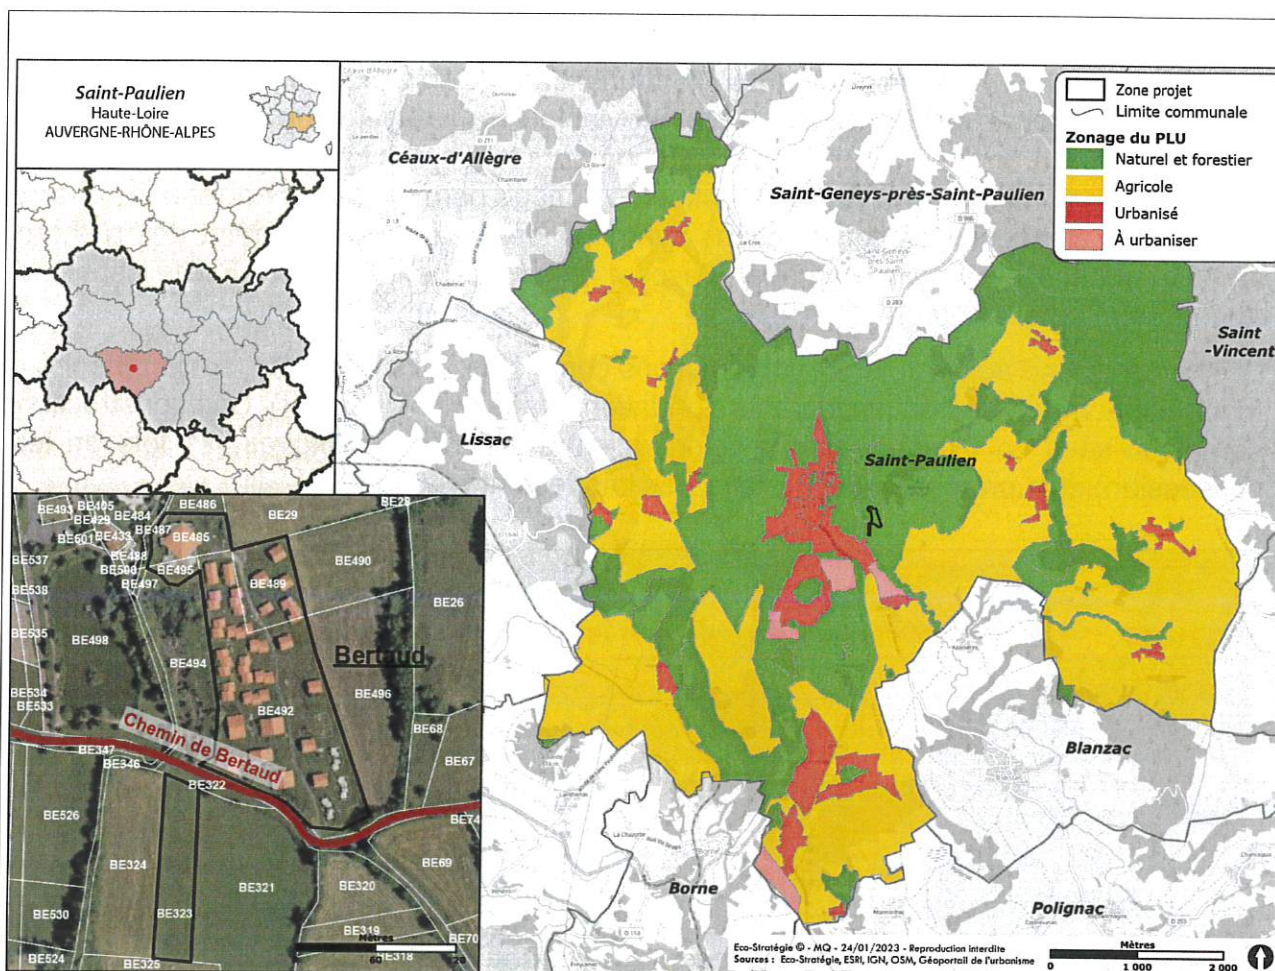 Saint-Paulien
Haute-Loire
AUVERGNE-RHÔNE-ALPES
Zone projet
Limite communale
Zonage du PLU
Naturel et forestier
Agricole
Urbanisé
À urbaniser
Céaux-d'Allègre
Saint-Geneys-près-Saint-Paulien
Saint
-Vincent
Lissac
Saint-Paulien
Blanzac
Borne
Polignac
BE493
BE405
BE486
BE28
BE29
BE429
BE484
BE487
BE485
BE501
BE433
BE537
BE488
BE490
BE500
BE495
BE489
BE538
BE497
BE26
BE535
BE498
BE494
Bertaud
BE534
BE533
BE492
BE496
BE68
Chemin de Bertaud
BE347
BE346
BE322
BE67
BE526
BE74
BE324
BE69
BE321
BE320
BE530
BE323
BE319
BE70
BE524
BE325
BE318
Mètres
60
Eco-Stratégie © - MQ - 24/01/2023 - Reproduction interdite
Sources : Eco-Stratégie, ESRI, IGN, OSM, Géoportail de l'urbanisme
Mètres
0
1 000
2 000